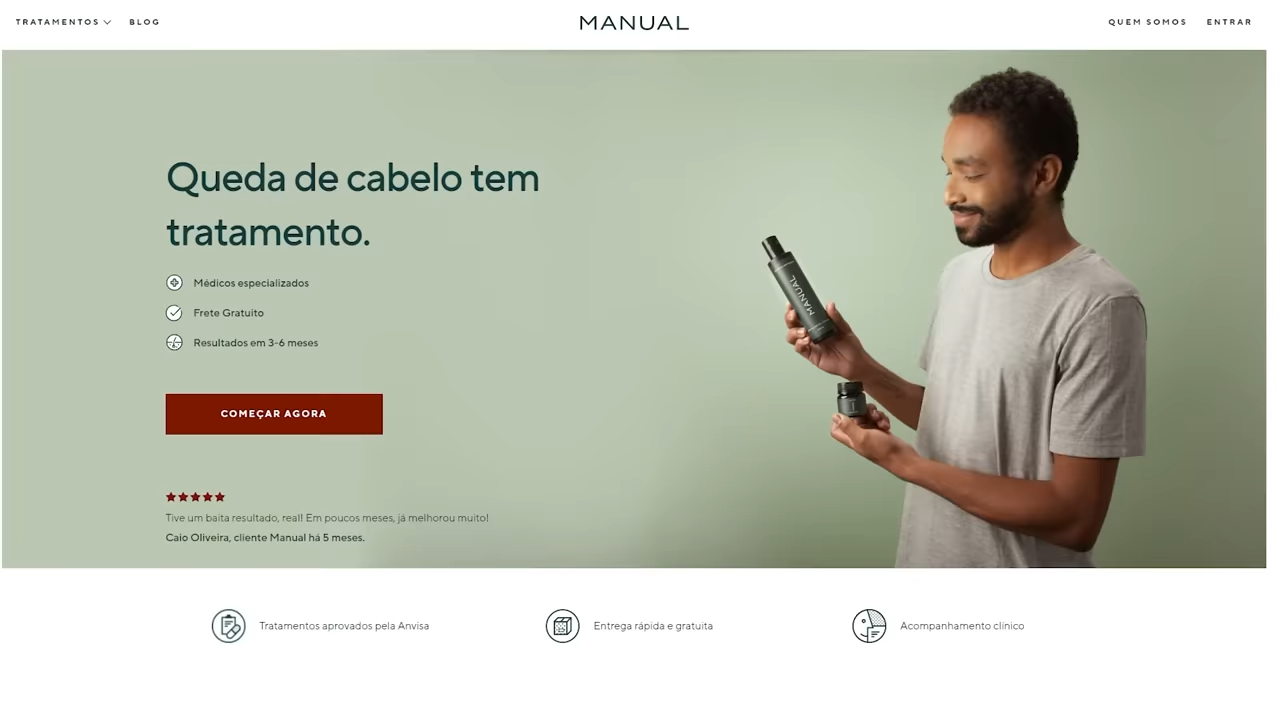 TRATAMENTOS
BLOG
MANUAL
QUEM SOMOS
ENTRAR
Queda de cabelo tem
tratamento.
Médicos especializados
Frete Gratuito
Resultados em 3-6 meses
COMEÇAR AGORA
MANUAL
Tive um baita resultado, real! Em poucos meses, já melhorou muito!
Caio Oliveira, cliente Manual há 5 meses.
Tratamentos aprovados pela Anvisa
Entrega rápida e gratuita
Acompanhamento clínico